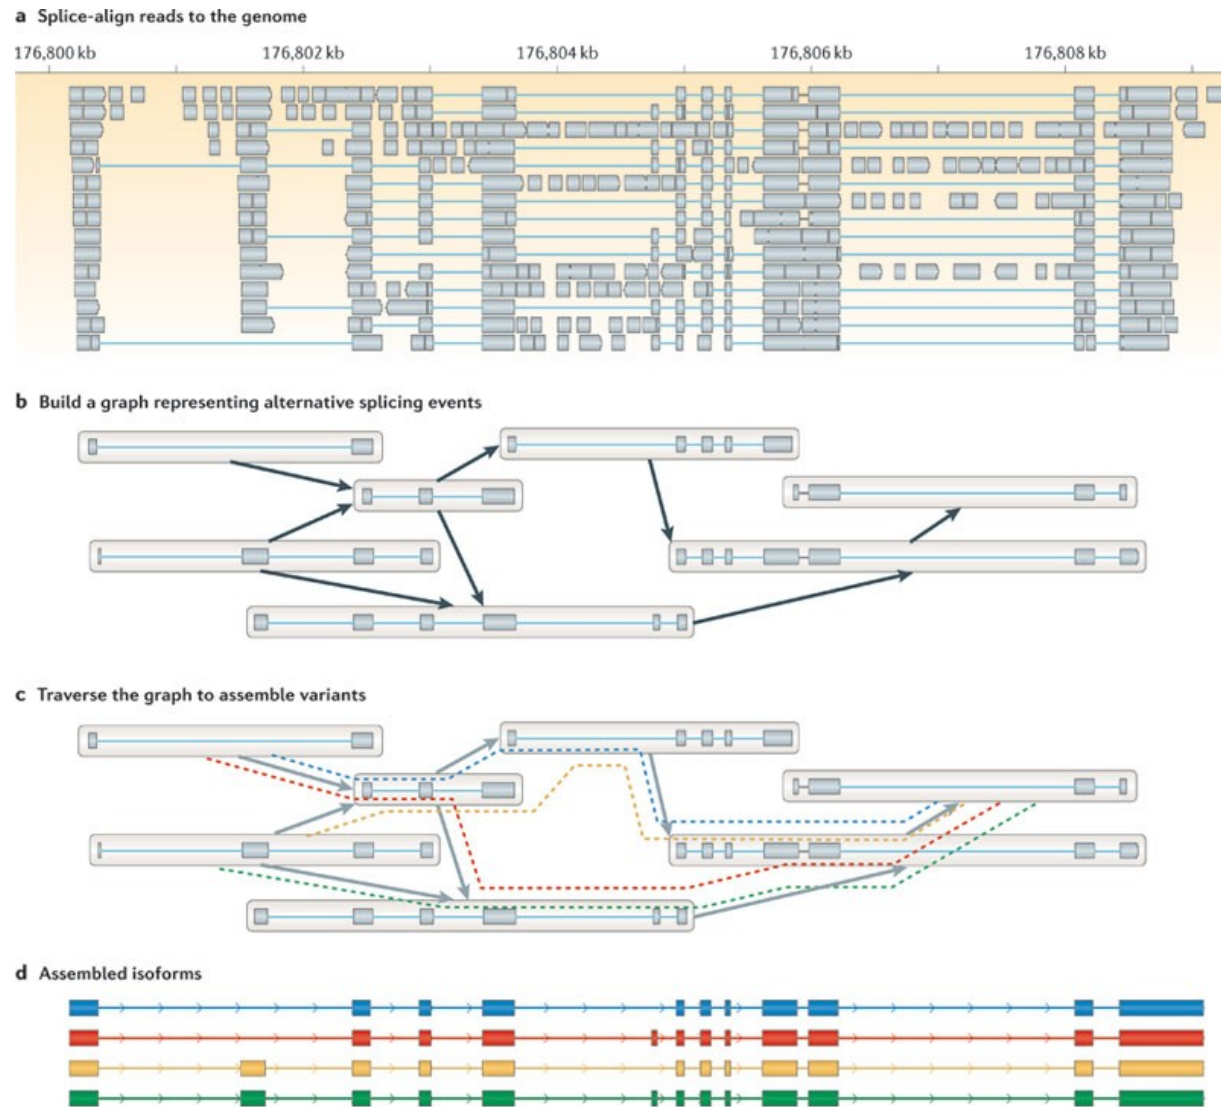 a Splice-align reads to the genome
176,800 kb 176,802 kb 176,804 kb 176,806 kb 176,808 kb
b Build a graph representing alternative splicing events
c Traverse the graph to assemble variants
d Assembled isoforms